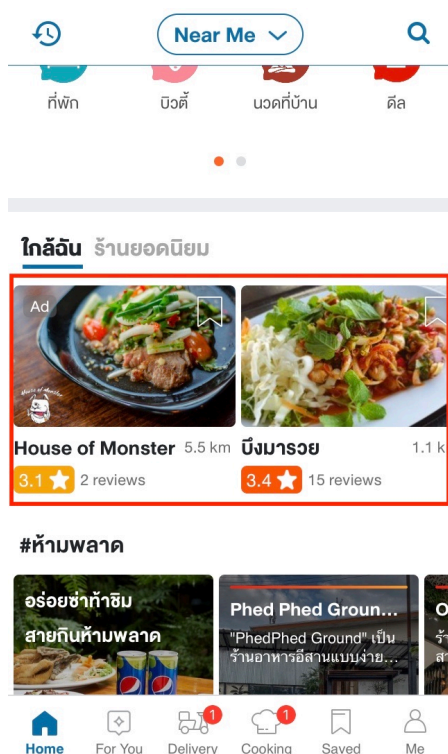 Near Me
ที่พัก บิวตี้ นวดที่บ้าน ดีล
ใกล้ฉัน ร้านยอดนิยม
Ad
House of Monster 5.5 km บึงมารวย 1.1 k
3.1 2 reviews 3.4 15 reviews
#ห้ามพลาด
อร่อยซ่าท้าชิม
สายกินห้ามพลาด
Phed Phed Groun...
"PhedPhed Ground" เป็น
ร้านอาหารอีสานแบบง่าย...
1 1
Home For You Delivery Cooking Saved Me